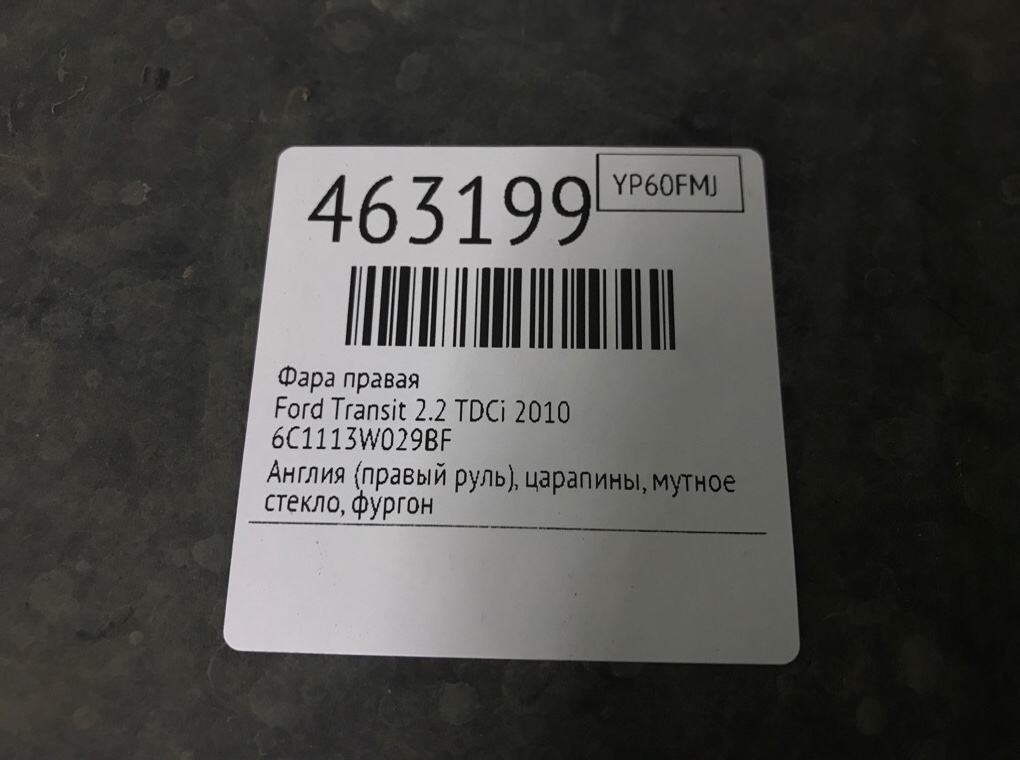 463199
YP60FMJ
Фара правая
Ford Transit 2.2 TDCi 2010
6C1113W029BF
Англия (правый руль), царапины, мутное
стекло, фургон